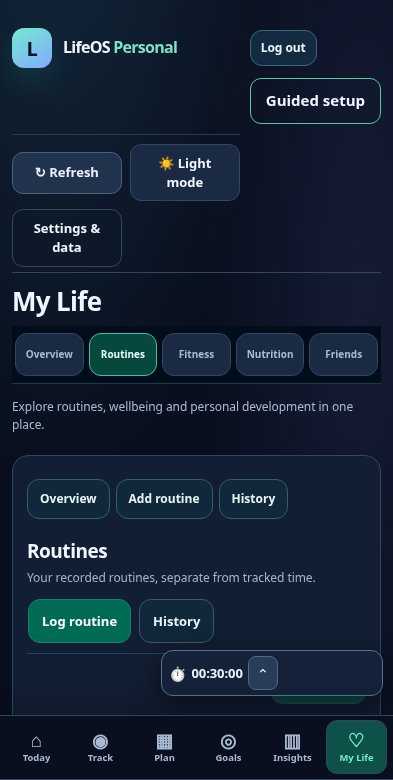 L LifeOS Personal
Log out
Guided setup
↻ Refresh
☀️ Light
mode
Settings &
data
My Life
Overview Routines Fitness Nutrition Friends
Explore routines, wellbeing and personal development in one
place.
Overview Add routine History
Routines
Your recorded routines, separate from tracked time.
Log routine History
⏱️ 00:30:00
Today Track Plan Goals Insights My Life